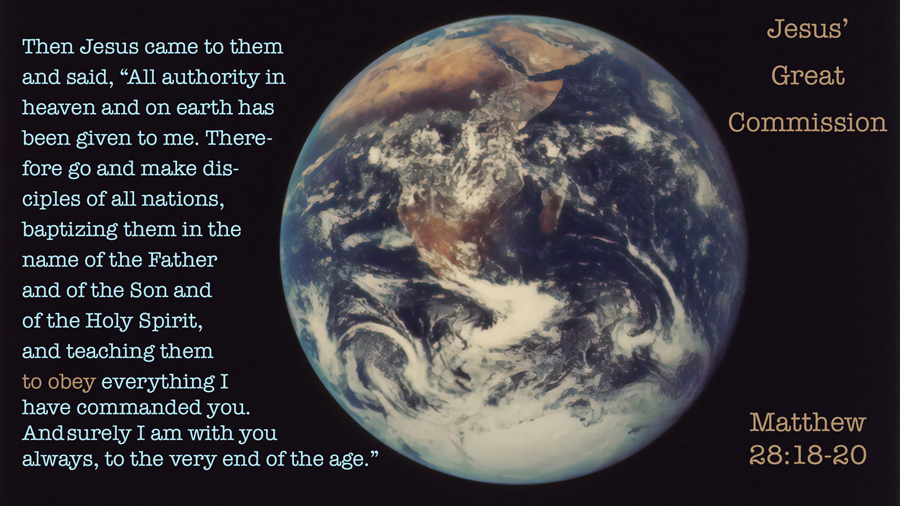 Then Jesus came to them
and said, “All authority in
heaven and on earth has
been given to me. There-
fore go and make dis-
ciples of all nations,
baptizing them in the
name of the Father
and of the Son and
of the Holy Spirit,
and teaching them
to obey everything I
have commanded you.
And surely I am with you
always, to the very end of the age.”
Jesus’
Great
Commission
Matthew
28:18-20